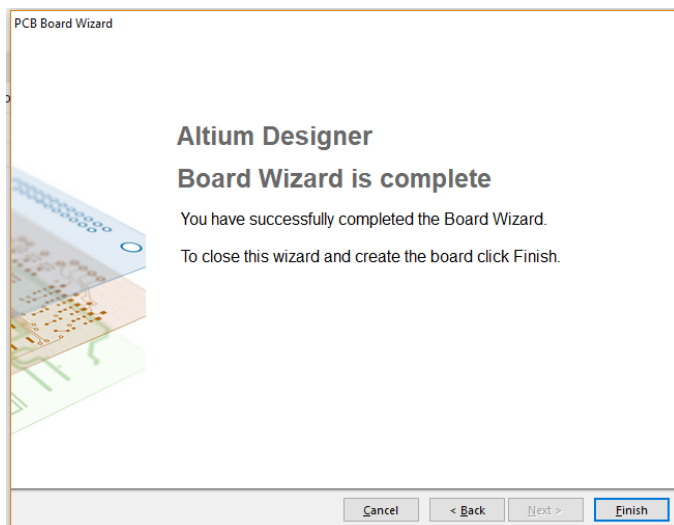 PCB Board Wizard
Altium Designer
Board Wizard is complete
You have successfully completed the Board Wizard.
To close this wizard and create the board click Finish.
Cancel
< Back
Next >
Finish